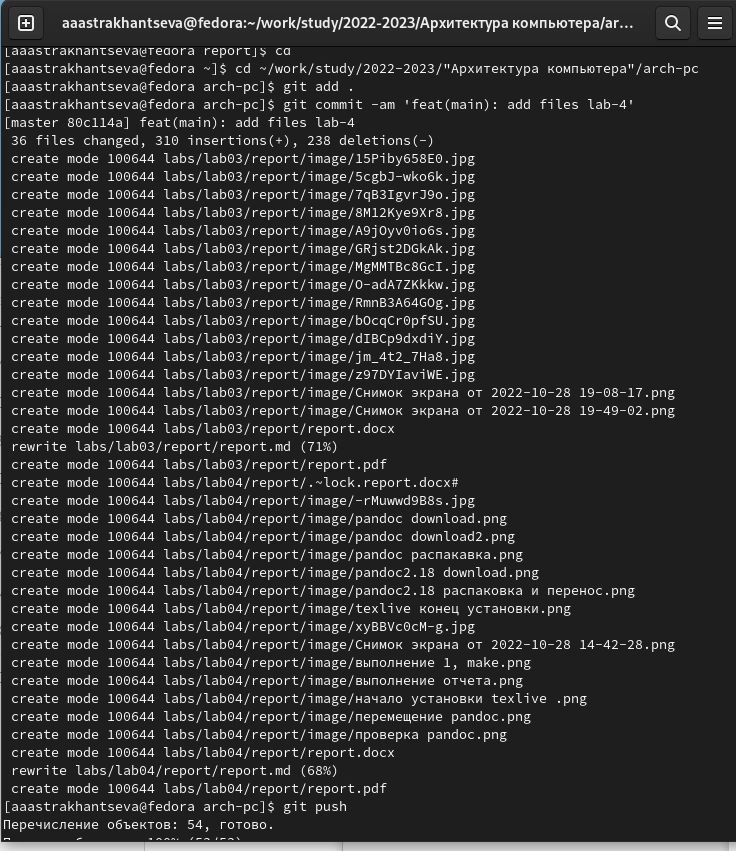 aaastrakhantseva@fedora:~/work/study/2022-2023/Архитектура компьютера/ar...
[aaastrakhantseva@fedora report]$ cd
[aaastrakhantseva@fedora ~]$ cd ~/work/study/2022-2023/"Архитектура компьютера"/arch-pc
[aaastrakhantseva@fedora arch-pc]$ git add .
[aaastrakhantseva@fedora arch-pc]$ git commit -am 'feat(main): add files lab-4'
[master 80c114a] feat(main): add files lab-4
36 files changed, 310 insertions(+), 238 deletions(-)
create mode 100644 labs/lab03/report/image/15Piby658E0.jpg
create mode 100644 labs/lab03/report/image/5cgbJ-wko6k.jpg
create mode 100644 labs/lab03/report/image/7qB3IgvrJ9o.jpg
create mode 100644 labs/lab03/report/image/8M12Kye9Xr8.jpg
create mode 100644 labs/lab03/report/image/A9jOyv0io6s.jpg
create mode 100644 labs/lab03/report/image/GRjst2DGkAk.jpg
create mode 100644 labs/lab03/report/image/MgMMTBc8GcI.jpg
create mode 100644 labs/lab03/report/image/O-adA7ZKkkw.jpg
create mode 100644 labs/lab03/report/image/RmnB3A64GOg.jpg
create mode 100644 labs/lab03/report/image/bOcqCr0pfSU.jpg
create mode 100644 labs/lab03/report/image/dIBCp9dxdiY.jpg
create mode 100644 labs/lab03/report/image/jm_4t2_7Ha8.jpg
create mode 100644 labs/lab03/report/image/z97DYIaviWE.jpg
create mode 100644 labs/lab03/report/image/Снимок экрана от 2022-10-28 19-08-17.png
create mode 100644 labs/lab03/report/image/Снимок экрана от 2022-10-28 19-49-02.png
create mode 100644 labs/lab03/report/report.docx
rewrite labs/lab03/report/report.md (71%)
create mode 100644 labs/lab03/report/report.pdf
create mode 100644 labs/lab04/report/.~lock.report.docx#
create mode 100644 labs/lab04/report/image/-rMuwwd9B8s.jpg
create mode 100644 labs/lab04/report/image/pandoc download.png
create mode 100644 labs/lab04/report/image/pandoc download2.png
create mode 100644 labs/lab04/report/image/pandoc распакавка.png
create mode 100644 labs/lab04/report/image/pandoc2.18 download.png
create mode 100644 labs/lab04/report/image/pandoc2.18 распаковка и перенос.png
create mode 100644 labs/lab04/report/image/texlive конец установки.png
create mode 100644 labs/lab04/report/image/xyBBVc0cM-g.jpg
create mode 100644 labs/lab04/report/image/Снимок экрана от 2022-10-28 14-42-28.png
create mode 100644 labs/lab04/report/image/выполнение 1, make.png
create mode 100644 labs/lab04/report/image/выполнение отчета.png
create mode 100644 labs/lab04/report/image/начало установки texlive .png
create mode 100644 labs/lab04/report/image/перемещение pandoc.png
create mode 100644 labs/lab04/report/image/проверка pandoc.png
create mode 100644 labs/lab04/report/report.docx
rewrite labs/lab04/report/report.md (68%)
create mode 100644 labs/lab04/report/report.pdf
[aaastrakhantseva@fedora arch-pc]$ git push
Перечисление объектов: 54, готово.